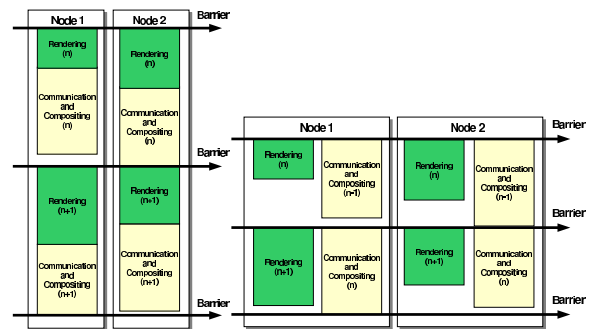 Node 1
Node 2
Barrier
Rendering
(n)
Rendering
(n)
Communication
and
Compositing
(n)
Communication
and
Compositing
(n)
Barrier
Rendering
(n+1)
Rendering
(n+1)
Communication
and
Compositing
(n+1)
Communication
and
Compositing
(n+1)
Barrier
Node 1
Node 2
Barrier
Rendering
(n)
Communication
and
Compositing
(n-1)
Rendering
(n)
Communication
and
Compositing
(n-1)
Barrier
Rendering
(n+1)
Communication
and
Compositing
(n)
Rendering
(n+1)
Communication
and
Compositing
(n)
Barrier